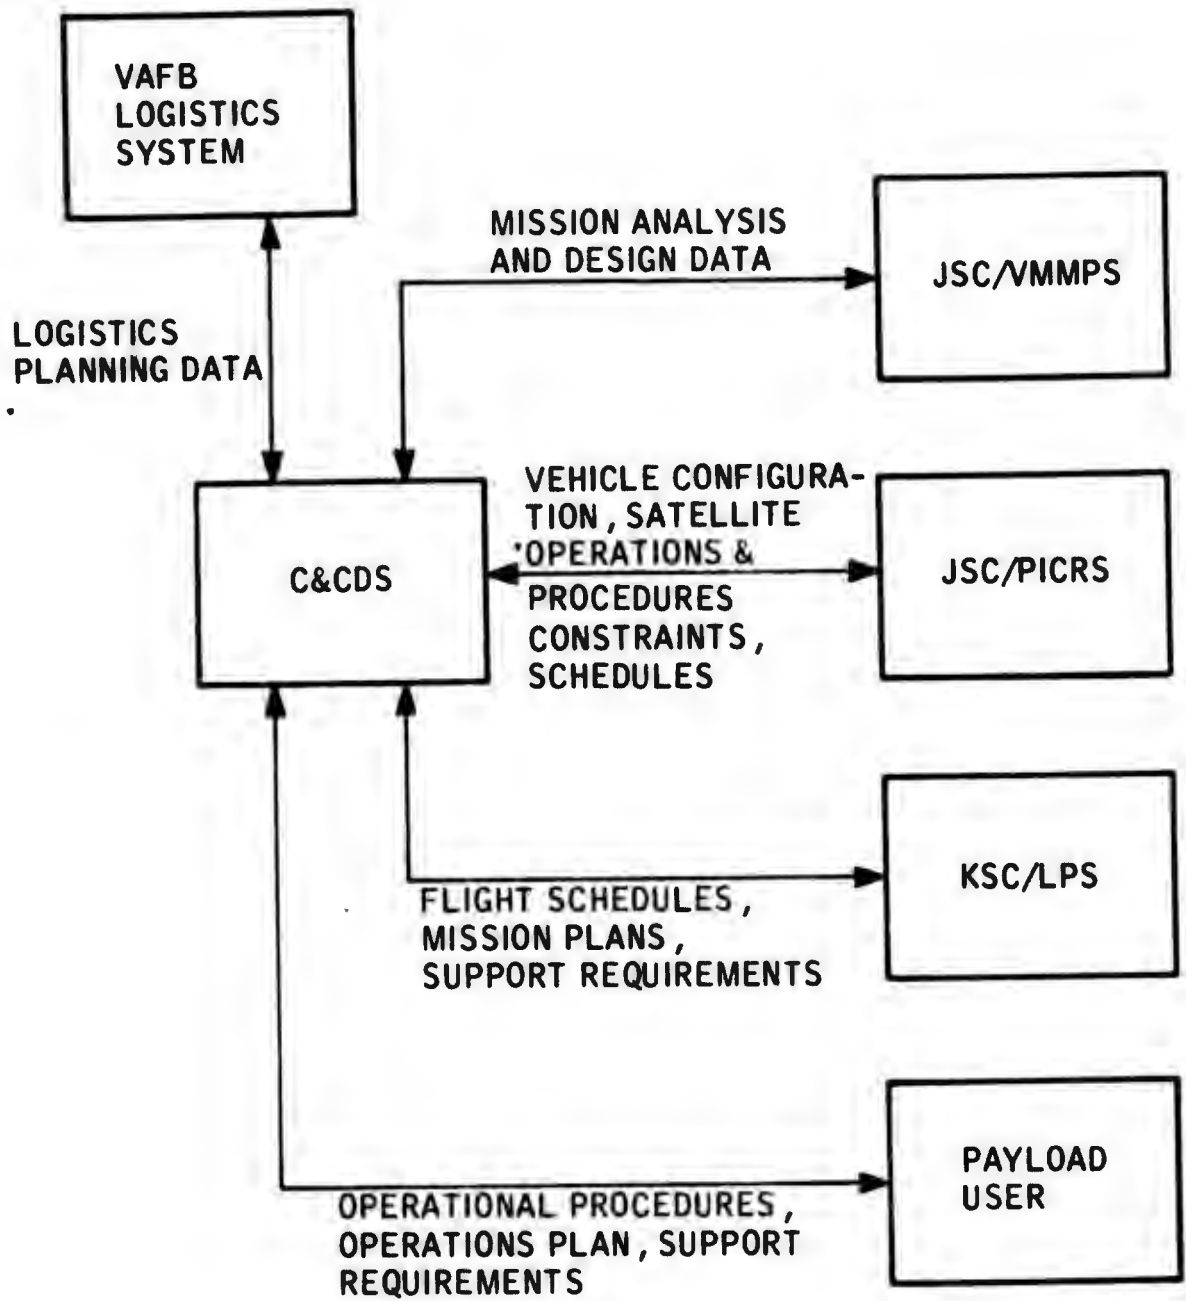 VAFB
LOGISTICS
SYSTEM
MISSION ANALYSIS
AND DESIGN DATA
JSC/VMMPS
LOGISTICS
PLANNING DATA
VEHICLE CONFIGURA-
TION, SATELLITE
OPERATIONS &
PROCEDURES
CONSTRAINTS,
SCHEDULES
C&CDS
JSC/PICRS
FLIGHT SCHEDULES,
MISSION PLANS,
SUPPORT REQUIREMENTS
KSC/LPS
OPERATIONAL PROCEDURES,
OPERATIONS PLAN, SUPPORT
REQUIREMENTS
PAYLOAD
USER